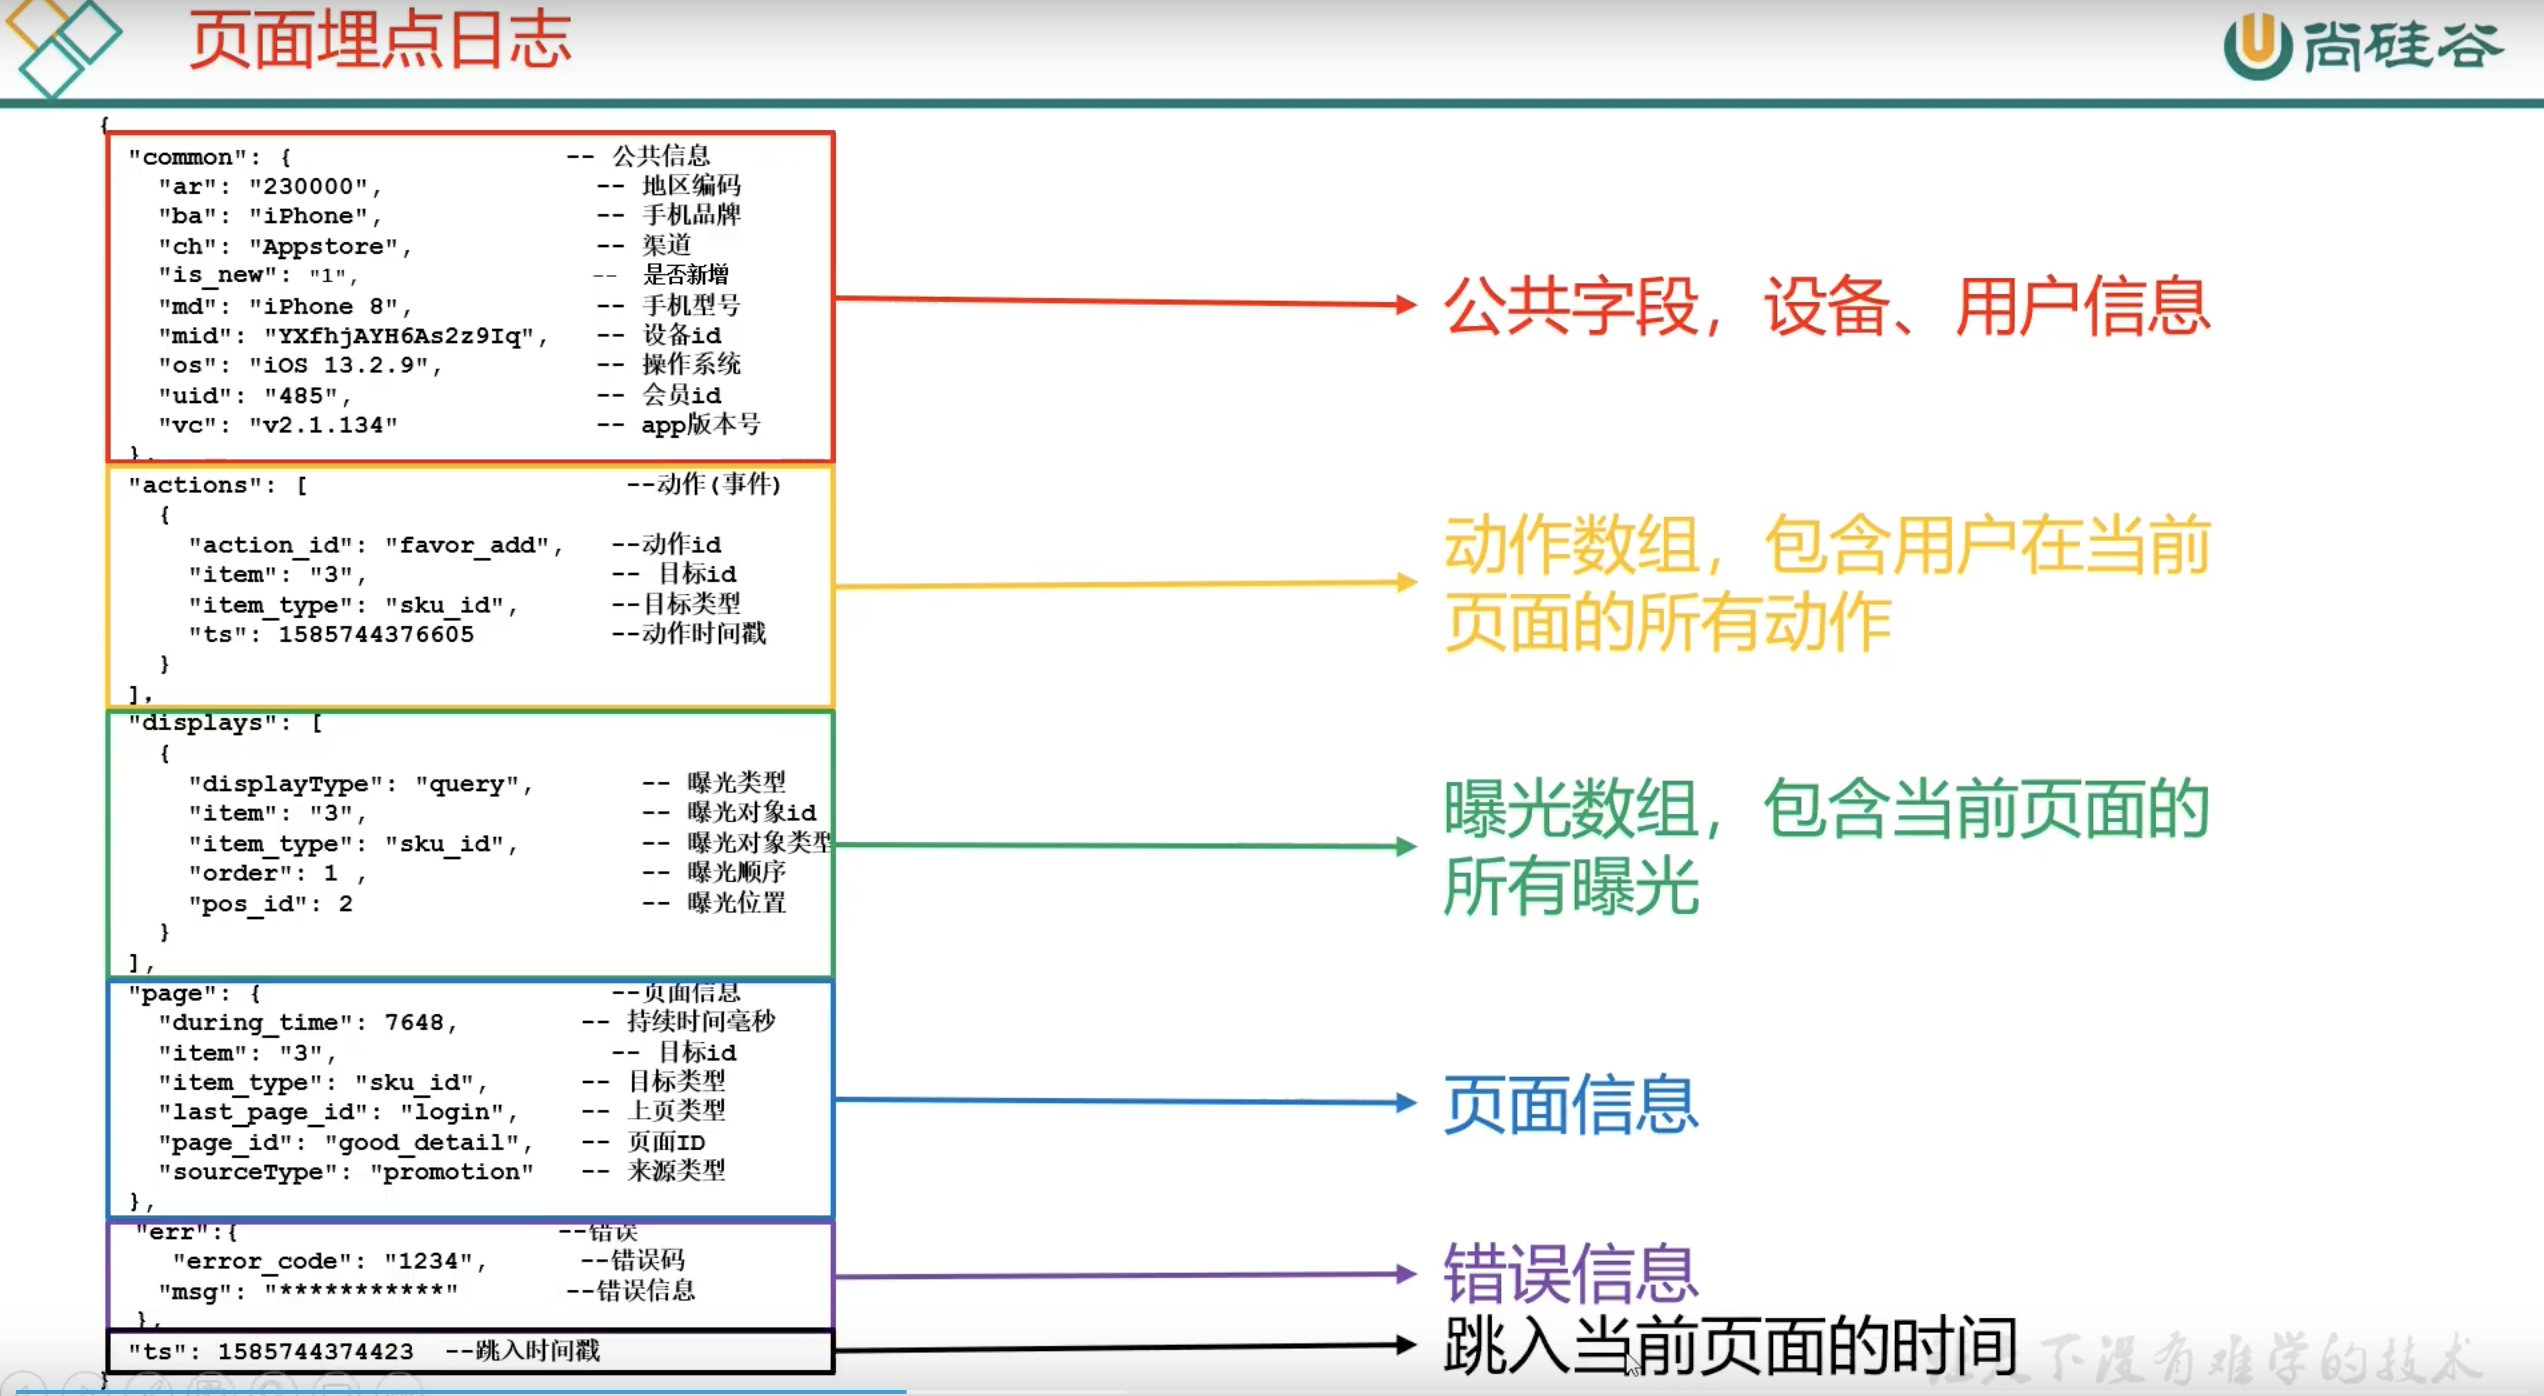 页面埋点日志
尚硅谷
{
"common": { -- 公共信息
"ar": "230000", -- 地区编码
"ba": "iPhone", -- 手机品牌
"ch": "Appstore", -- 渠道
"is_new": "1", -- 是否新增
"md": "iPhone 8", -- 手机型号
"mid": "YXfhjAYH6As2z9Iq", -- 设备id
"os": "iOS 13.2.9", -- 操作系统
"uid": "485", -- 会员id
"vc": "v2.1.134" -- app版本号
},
公共字段，设备、用户信息
"actions": [ --动作(事件)
{
"action_id": "favor_add", --动作id
"item": "3", -- 目标id
"item_type": "sku_id", --目标类型
"ts": 1585744376605 --动作时间戳
}
],
动作数组，包含用户在当前
页面的所有动作
"displays": [
{
"displayType": "query", -- 曝光类型
"item": "3", -- 曝光对象id
"item_type": "sku_id", -- 曝光对象类型
"order": 1 , -- 曝光顺序
"pos_id": 2 -- 曝光位置
}
],
曝光数组，包含当前页面的
所有曝光
"page": { --页面信息
"during_time": 7648, -- 持续时间毫秒
"item": "3", -- 目标id
"item_type": "sku_id", -- 目标类型
"last_page_id": "login", -- 上页类型
"page_id": "good_detail", -- 页面ID
"sourceType": "promotion" -- 来源类型
},
页面信息
"err":{ --错误
"error_code": "1234", --错误码
"msg": "***********" --错误信息
},
错误信息
"ts": 1585744374423 --跳入时间戳
}
跳入当前页面的时间
下没有难学的技术